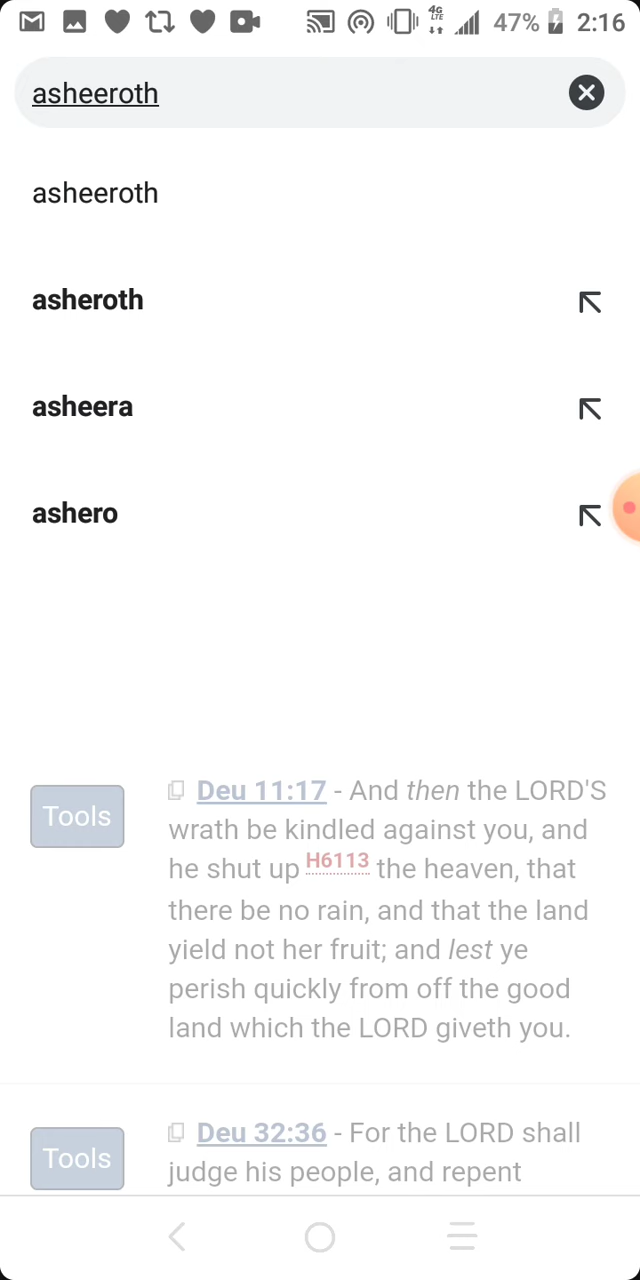 4G
LTE
47%
2:16
asheeroth
asheeroth
asheroth
asheera
ashero
Tools
Deu 11:17 - And then the LORD'S
wrath be kindled against you, and
he shut up H6113 the heaven, that
there be no rain, and that the land
yield not her fruit; and lest ye
perish quickly from off the good
land which the LORD giveth you.
Tools
Deu 32:36 - For the LORD shall
judge his people, and repent